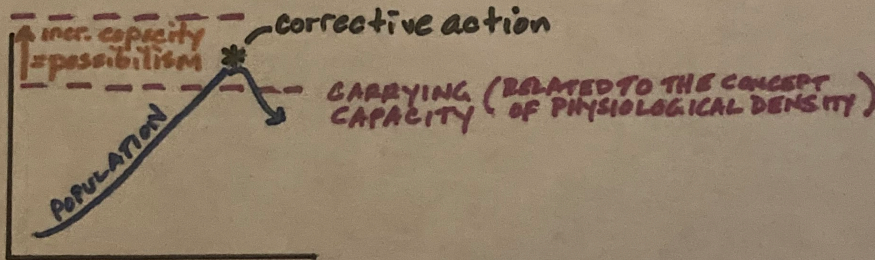 corrective action
incr. capacity
=possibilism
CARRYING (RELATED TO THE CONCEPT
CAPACITY OF PHYSIOLOGICAL DENSITY)
POPULATION